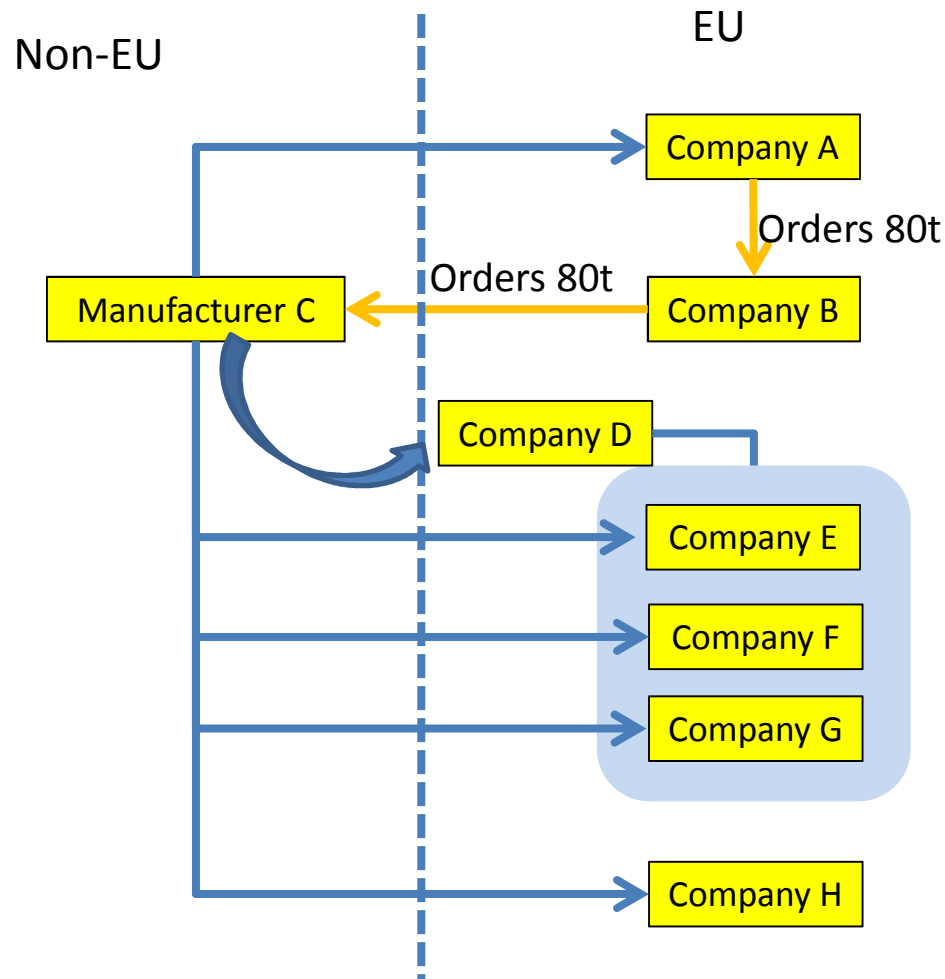 EU
Non-EU
Company A
Orders 80t
Orders 80t
Manufacturer C
Company B
Company D
Company E
Company F
Company G
Company H